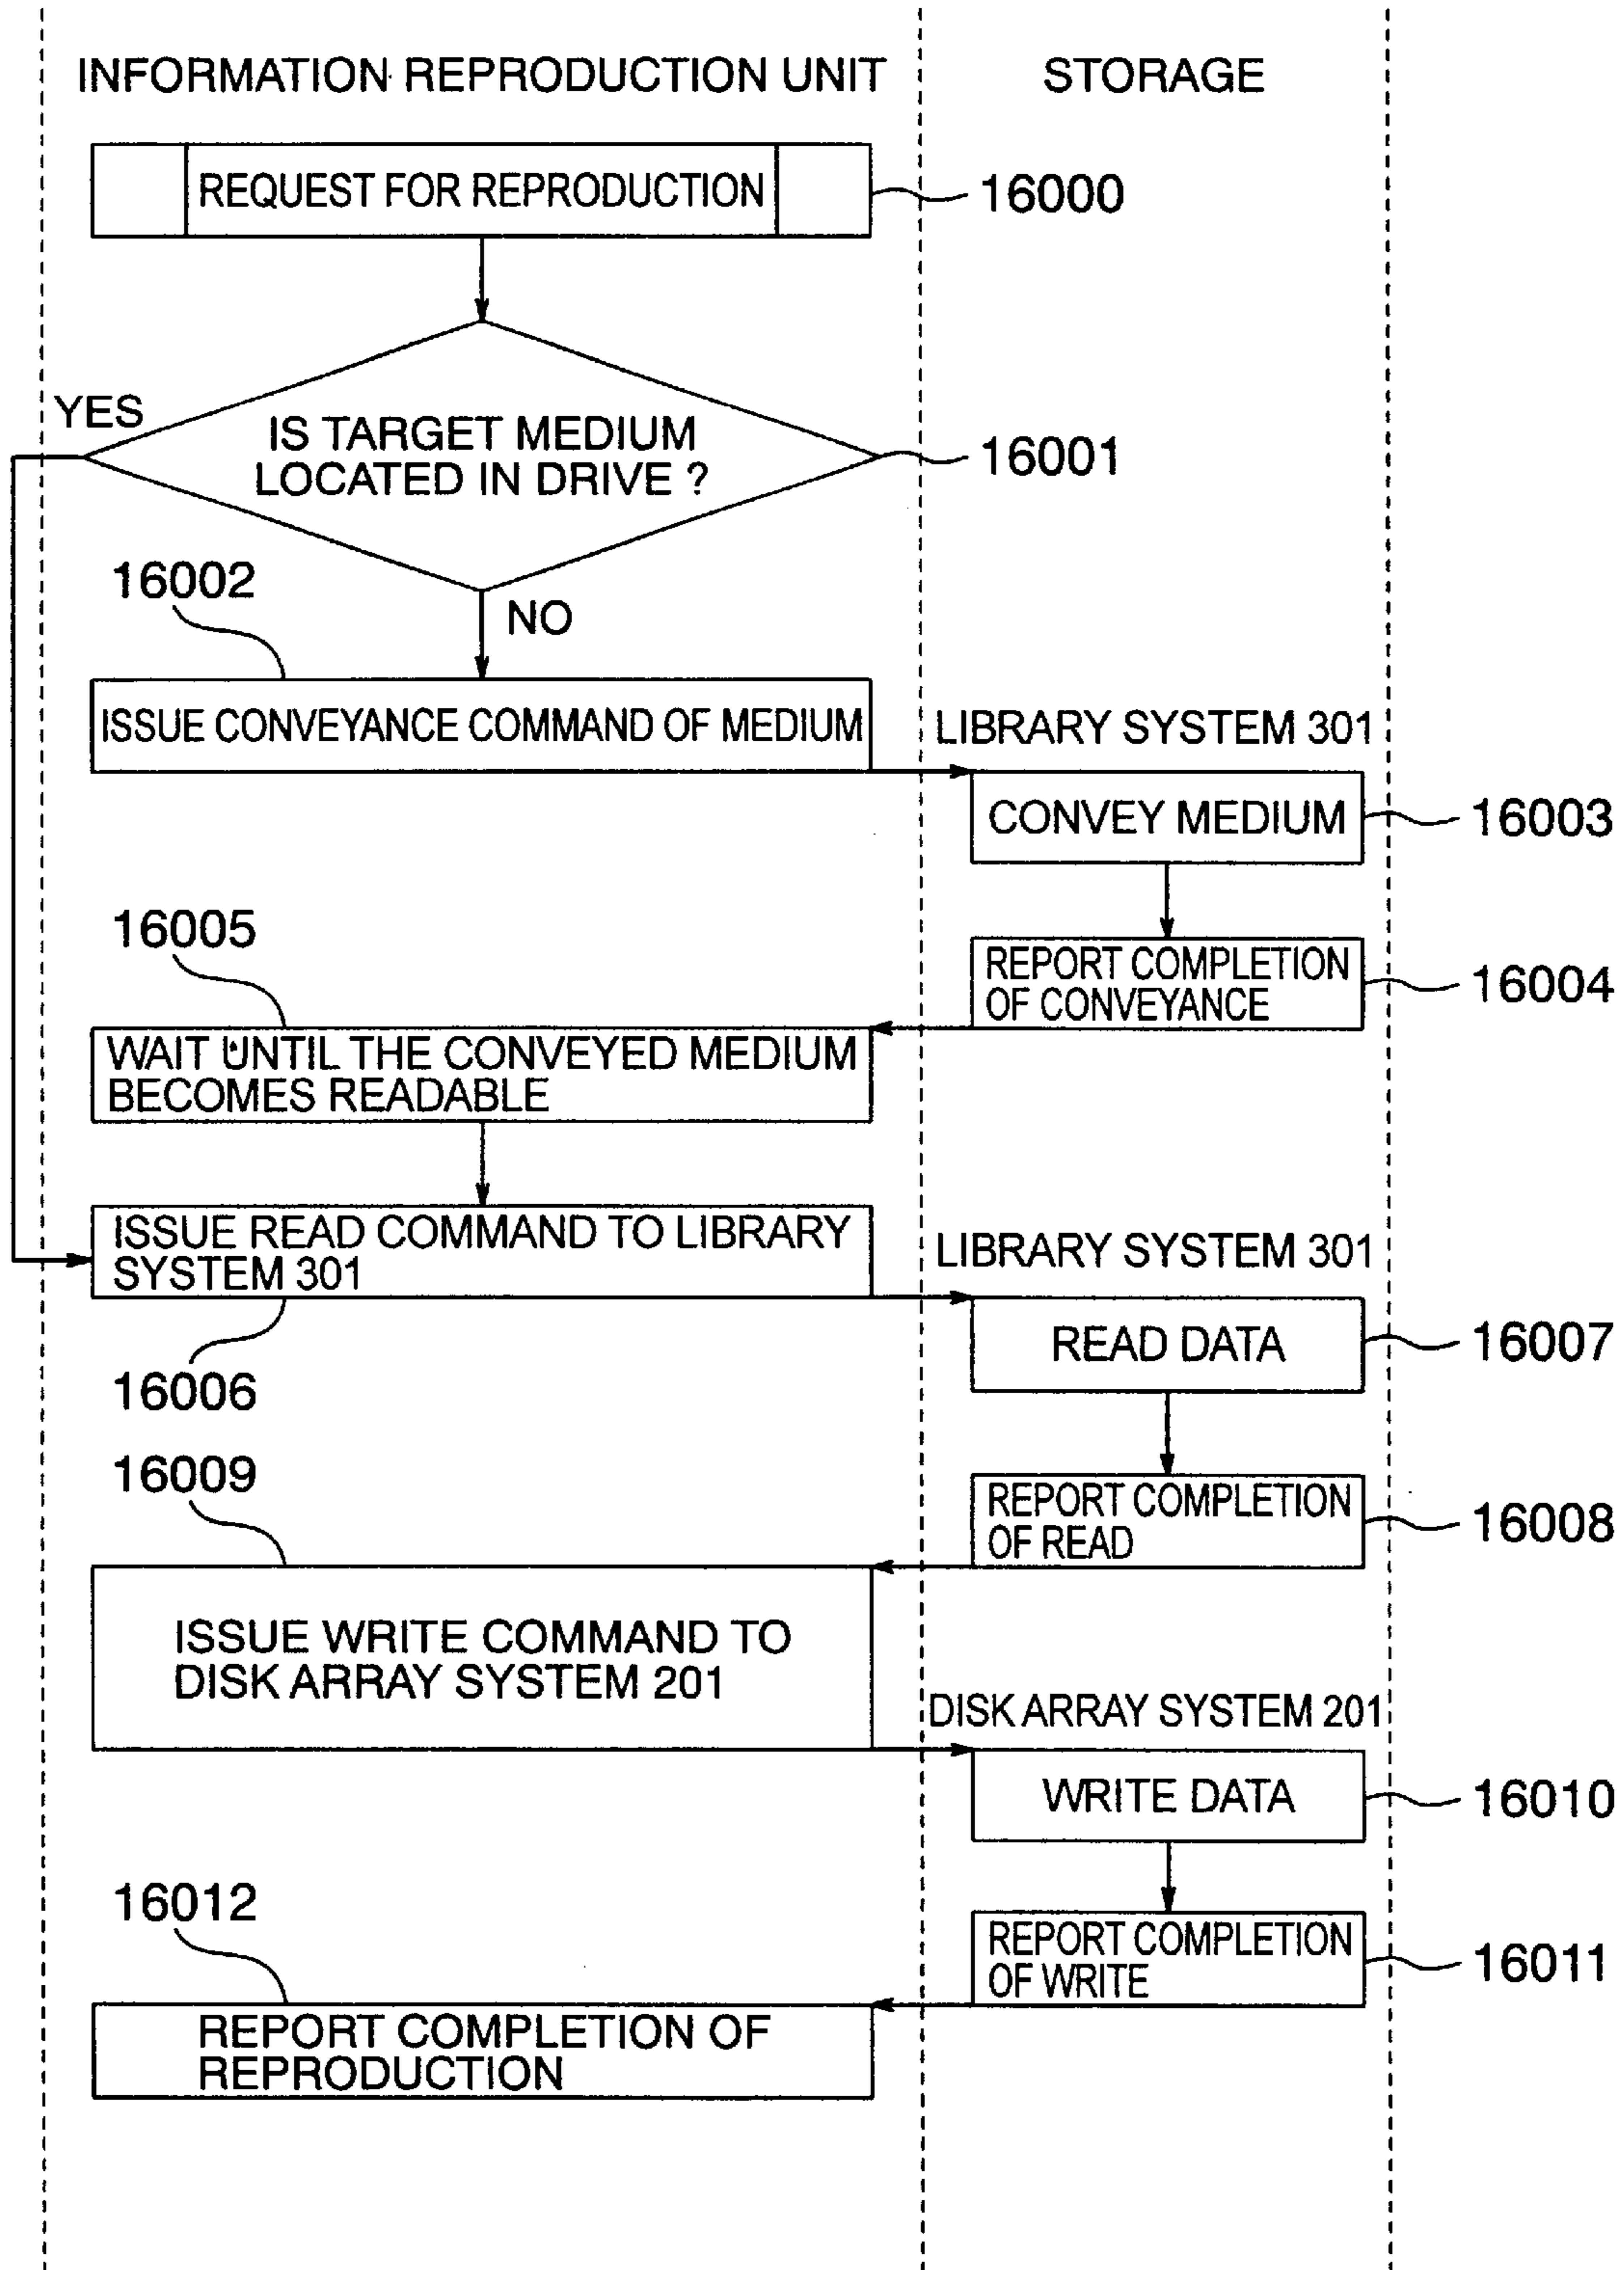 INFORMATION REPRODUCTION UNIT
STORAGE
REQUEST FOR REPRODUCTION
16000
YES
IS TARGET MEDIUM
LOCATED IN DRIVE ?
16001
16002
NO
ISSUE CONVEYANCE COMMAND OF MEDIUM
LIBRARY SYSTEM 301
CONVEY MEDIUM
16003
16005
REPORT COMPLETION
OF CONVEYANCE
16004
WAIT UNTIL THE CONVEYED MEDIUM
BECOMES READABLE
ISSUE READ COMMAND TO LIBRARY
SYSTEM 301
LIBRARY SYSTEM 301
READ DATA
16007
16006
16009
REPORT COMPLETION
OF READ
16008
ISSUE WRITE COMMAND TO
DISK ARRAY SYSTEM 201
DISK ARRAY SYSTEM 201
WRITE DATA
16010
16012
REPORT COMPLETION
OF WRITE
16011
REPORT COMPLETION OF
REPRODUCTION